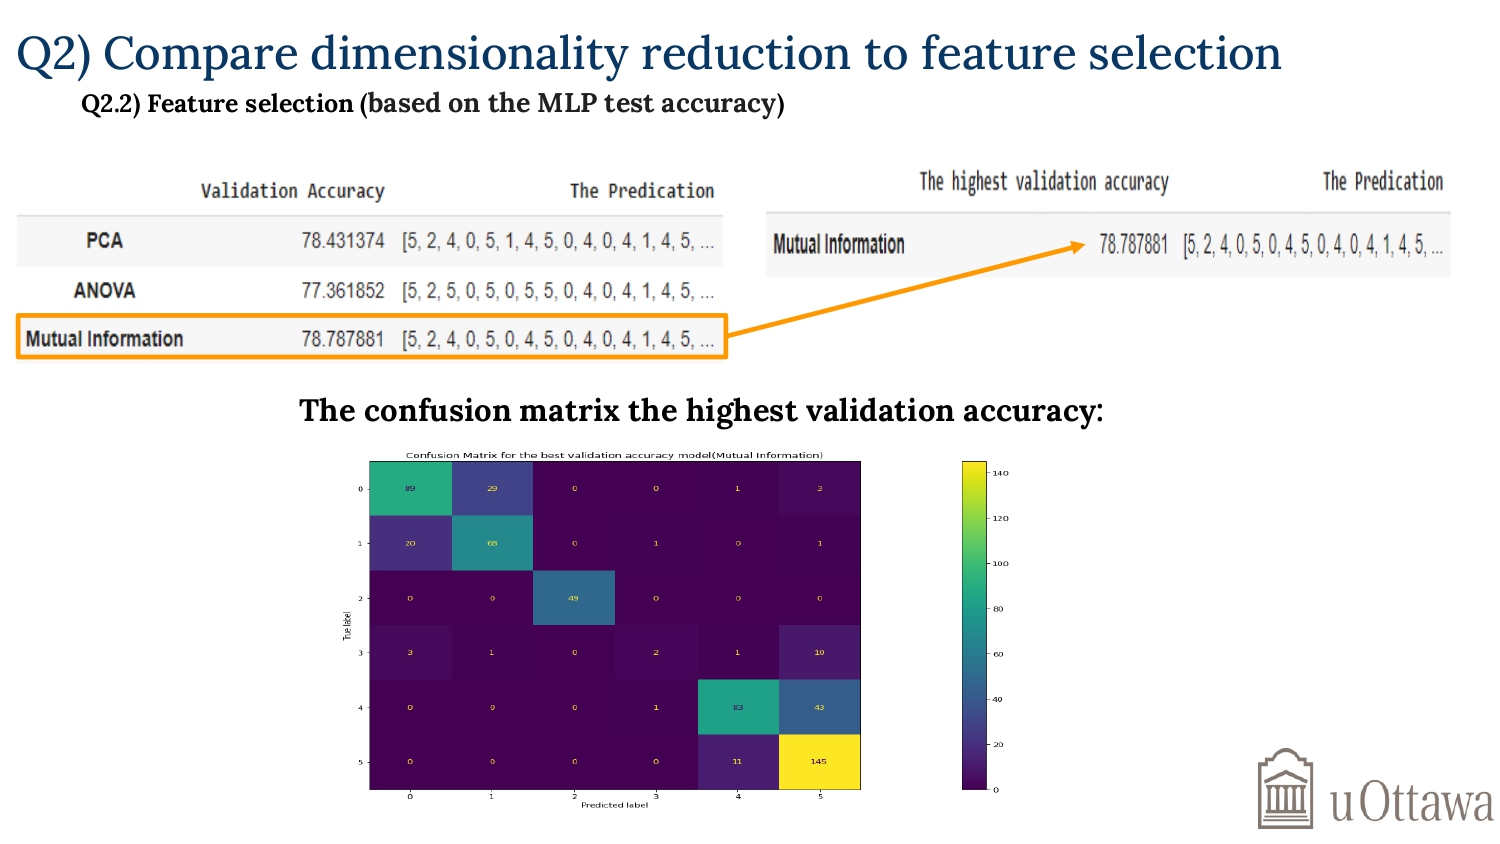 Q2) Compare dimensionality reduction to feature selection
Q2.2) Feature selection (based on the MLP test accuracy)
Validation Accuracy The Predication
PCA 78.431374 [5, 2, 4, 0, 5, 1, 4, 5, 0, 4, 0, 4, 1, 4, 5, ...
ANOVA 77.361852 [5, 2, 5, 0, 5, 0, 5, 5, 0, 4, 0, 4, 1, 4, 5, ...
Mutual Information 78.787881 [5, 2, 4, 0, 5, 0, 4, 5, 0, 4, 0, 4, 1, 4, 5, ...
The highest validation accuracy The Predication
Mutual Information 78.787881 [5, 2, 4, 0, 5, 0, 4, 5, 0, 4, 0, 4, 1, 4, 5, ...
The confusion matrix the highest validation accuracy:
Confusion Matrix for the best validation accuracy model(Mutual Information)
0 89 29 0 0 1 3
1 20 68 0 1 0 1
2 0 0 49 0 0 0
3 3 1 0 2 1 10
4 0 0 0 1 83 43
5 0 0 0 0 11 145
0 1 2 3 4 5
True label
Predicted label
140
120
100
80
60
40
20
0
uOttawa